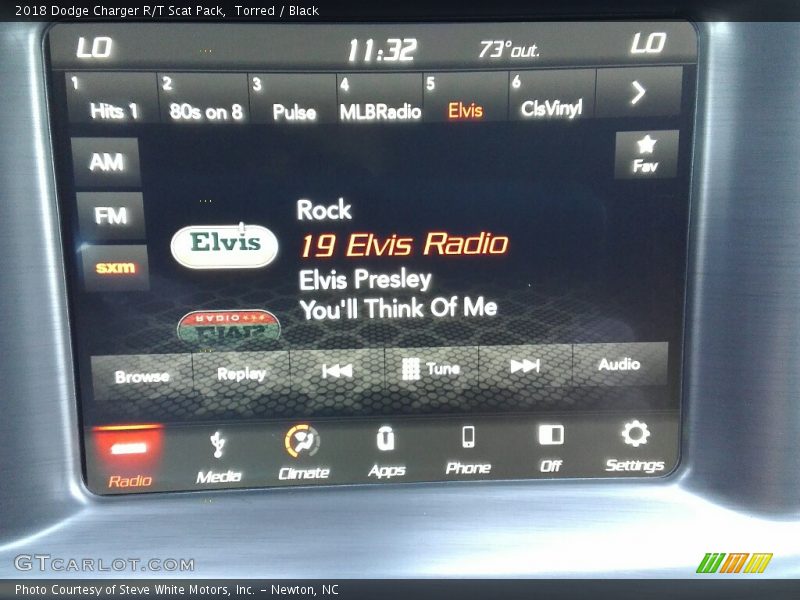 2018 Dodge Charger R/T Scat Pack, Torred / Black
LO 11:32 73°out. LO
1 2 3 4 5 6
Hits 1 80s on 8 Pulse MLBRadio Elvis ClsVinyl
AM
Fav
FM
sxm
Elvis
Rock
19 Elvis Radio
Elvis Presley
You'll Think Of Me
RADIO
Elvis
Browse Replay Tune Audio
Radio Media Climate Apps Phone Off Settings
GTCARLOT.COM
Photo Courtesy of Steve White Motors, Inc. – Newton, NC